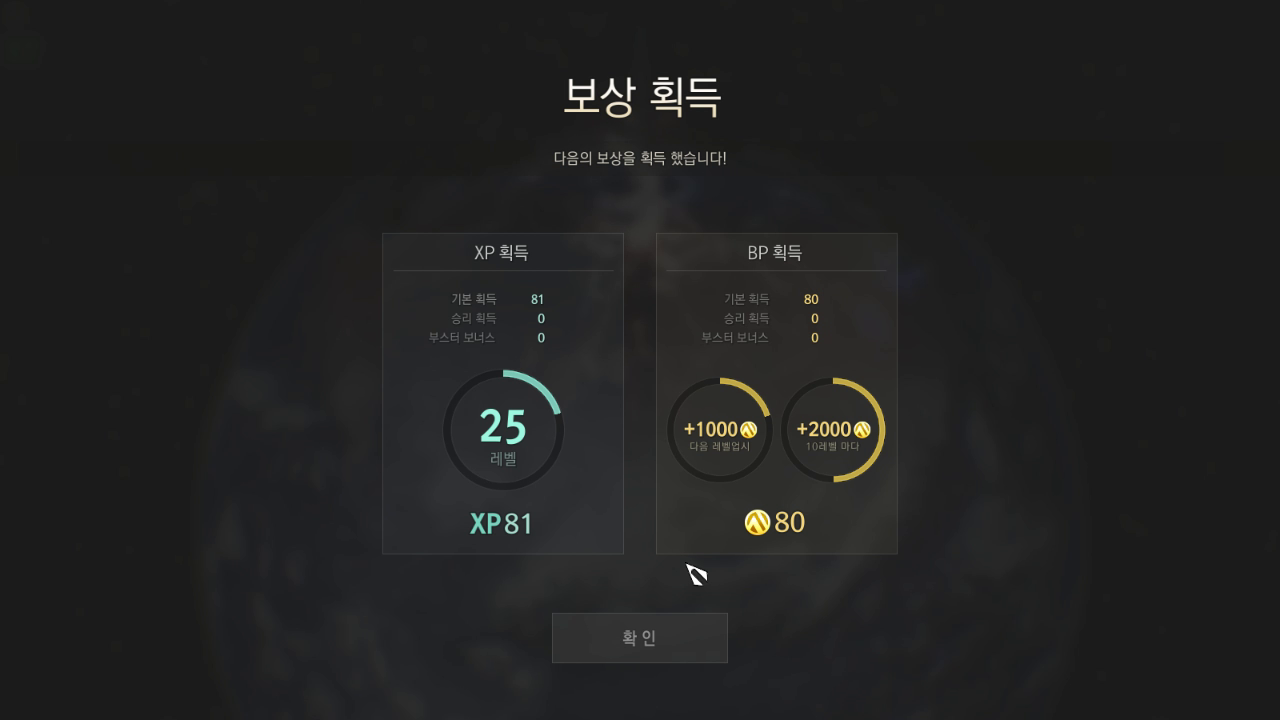 보상 획득
다음의 보상을 획득 했습니다!
XP 획득
기본 획득 81
승리 획득 0
부스터 보너스 0
25
레벨
XP81
BP 획득
기본 획득 80
승리 획득 0
부스터 보너스 0
+1000
다음 레벨업시
+2000
10레벨 마다
80
확인